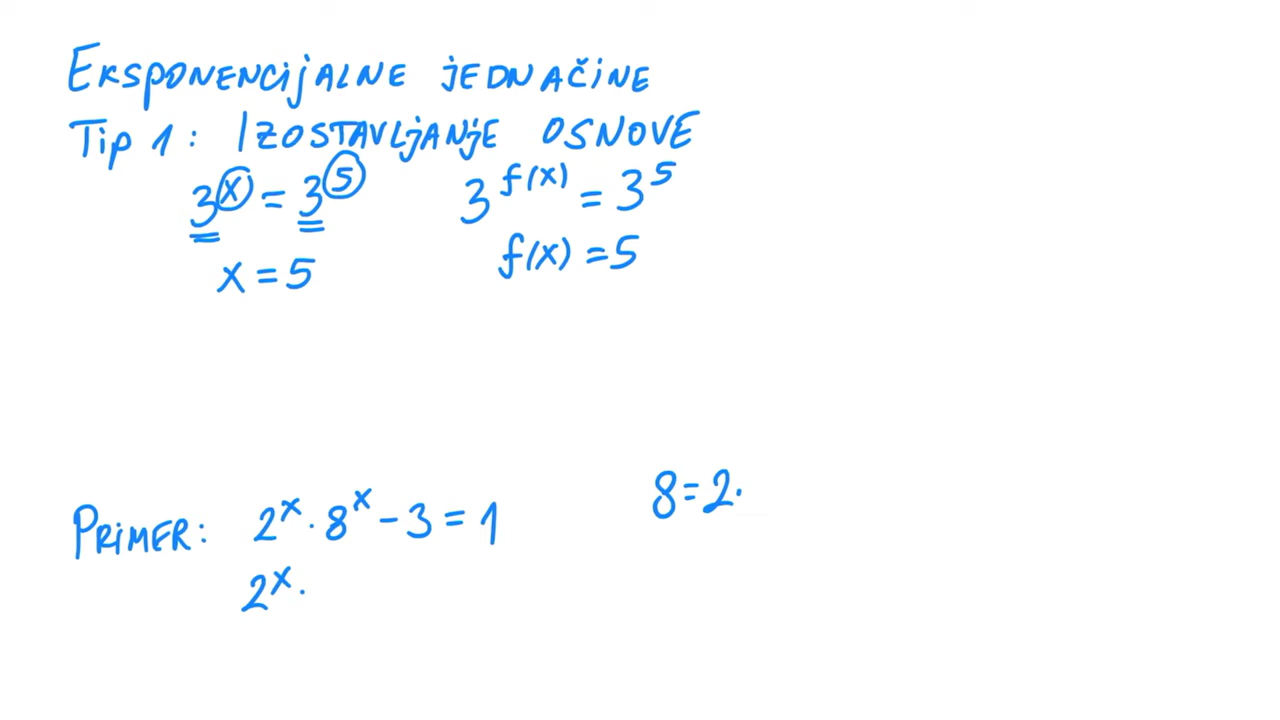 EKSPONENCIJALNE JEDNAČINE
Tip 1: IZOSTAVLJANJE OSNOVE
3^x = 3^5    3^f(x) = 3^5
x = 5    f(x) = 5
PRIMER: 2^x · 8^x - 3 = 1    8 = 2·
2^x ·